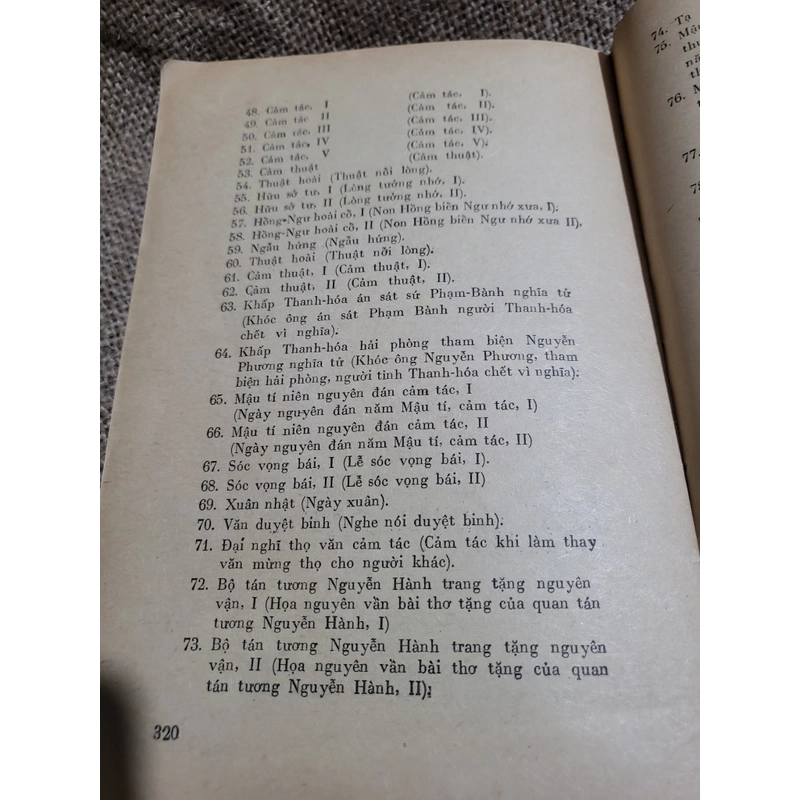 48. Cảm tác, I (Cảm tác, I).
49. Cảm tác II (Cảm tác, II).
50. Cảm tác, III (Cảm tác, III).
51. Cảm tác, IV (Cảm tác, IV).
52. Cảm tác, V (Cảm tác, V);
53. Cảm thuật (Cảm thuật).
54. Thuật hoài (Thuật nỗi lòng).
55. Hữu sở tư, I (Lòng tưởng nhớ, I).
56. Hữu sở tư, II (Lòng tưởng nhớ, II).
57. Hồng-Ngư hoài cổ, I (Non Hồng biển Ngư nhớ xưa, I);
58. Hồng-Ngư hoài cổ, II (Non Hồng biển Ngư nhớ xưa II),
59. Ngẫu hứng (Ngẫu hứng).
60. Thuật hoài (Thuật nỗi lòng).
61. Cảm thuật, I (Cảm thuật, I).
62. Cảm thuật, II (Cảm thuật, II).
63. Khấp Thanh-hóa án sát sứ Phạm-Bành nghĩa tử
(Khóc ông án sát Phạm Bành người Thanh-hóa
chết vì nghĩa).
64. Khấp Thanh-hóa hải phòng tham biện Nguyễn
Phương nghĩa tử (Khóc ông Nguyễn Phương, tham
biện hải phòng, người tỉnh Thanh-hóa chết vì nghĩa);
65. Mậu tí niên nguyên đán cảm tác, I
(Ngày nguyên đán năm Mậu tí, cảm tác, I)
66. Mậu tí niên nguyên đán cảm tác, II
(Ngày nguyên đán năm Mậu tí, cảm tác, II)
67. Sóc vọng bái, I (Lễ sóc vọng bái, I).
68. Sóc vọng bái, II (Lễ sóc vọng bái, II)
69. Xuân nhật (Ngày xuân).
70. Văn duyệt binh (Nghe nói duyệt binh);
71. Đại nghĩ thọ văn cảm tác (Cảm tác khi làm thay
văn mừng thọ cho người khác).
72. Bộ tán tương Nguyễn Hành trang tặng nguyên
vận, I (Họa nguyên vần bài thơ tặng của quan tán
tương Nguyễn Hành, I)
73. Bộ tán tương Nguyễn Hành trang tặng nguyên
vận, II (Họa nguyên vần bài thơ tặng của quan
tán tương Nguyễn Hành, II);
320
74. Tạ
75. Mậu
76.
77.